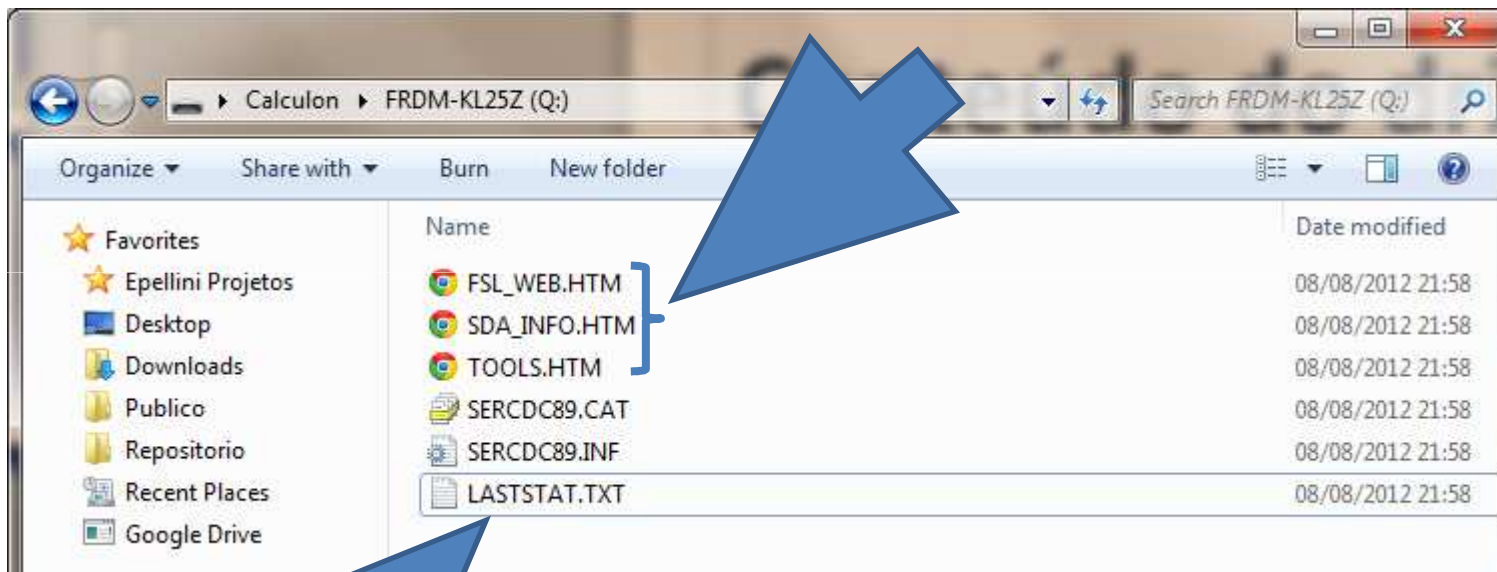 Calculon FRDM-KL25Z (Q:) Search FRDM-KL25Z (Q:)
Organize Share with Burn New folder
Favorites
Epellini Projetos
Desktop
Downloads
Publico
Repositorio
Recent Places
Google Drive
Name Date modified
FSL_WEB.HTM 08/08/2012 21:58
SDA_INFO.HTM 08/08/2012 21:58
TOOLS.HTM 08/08/2012 21:58
SERCDC89.CAT 08/08/2012 21:58
SERCDC89.INF 08/08/2012 21:58
LASTSTAT.TXT 08/08/2012 21:58